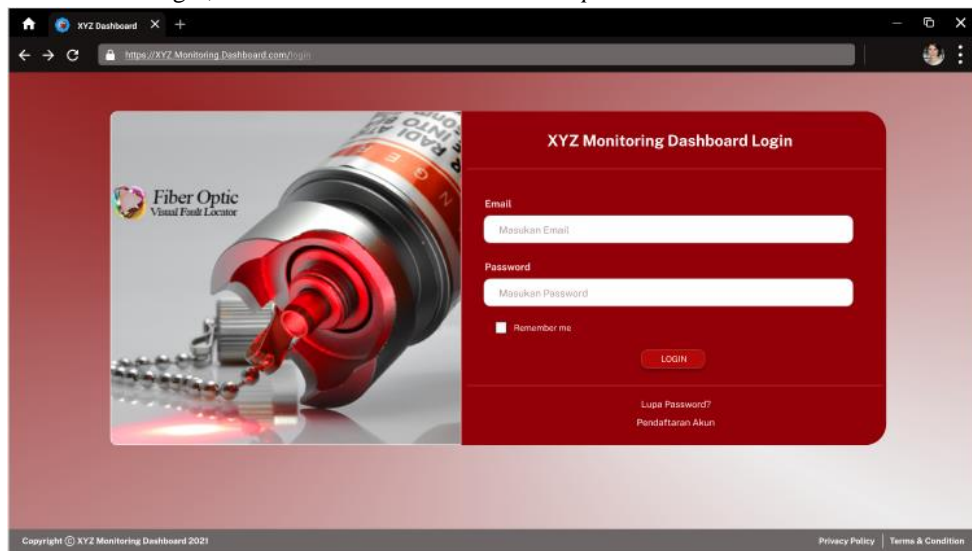 XYZ Dashboard
https://XYZ Monitoring Dashboard.com/login
XYZ Monitoring Dashboard Login
Fiber Optic
Visual Fault Locator
Email
Masukan Email
Password
Masukan Password
Remember me
LOGIN
Lupa Password?
Pendaftaran Akun
Copyright © XYZ Monitoring Dashboard 2021
Privacy Policy | Terms & Condition